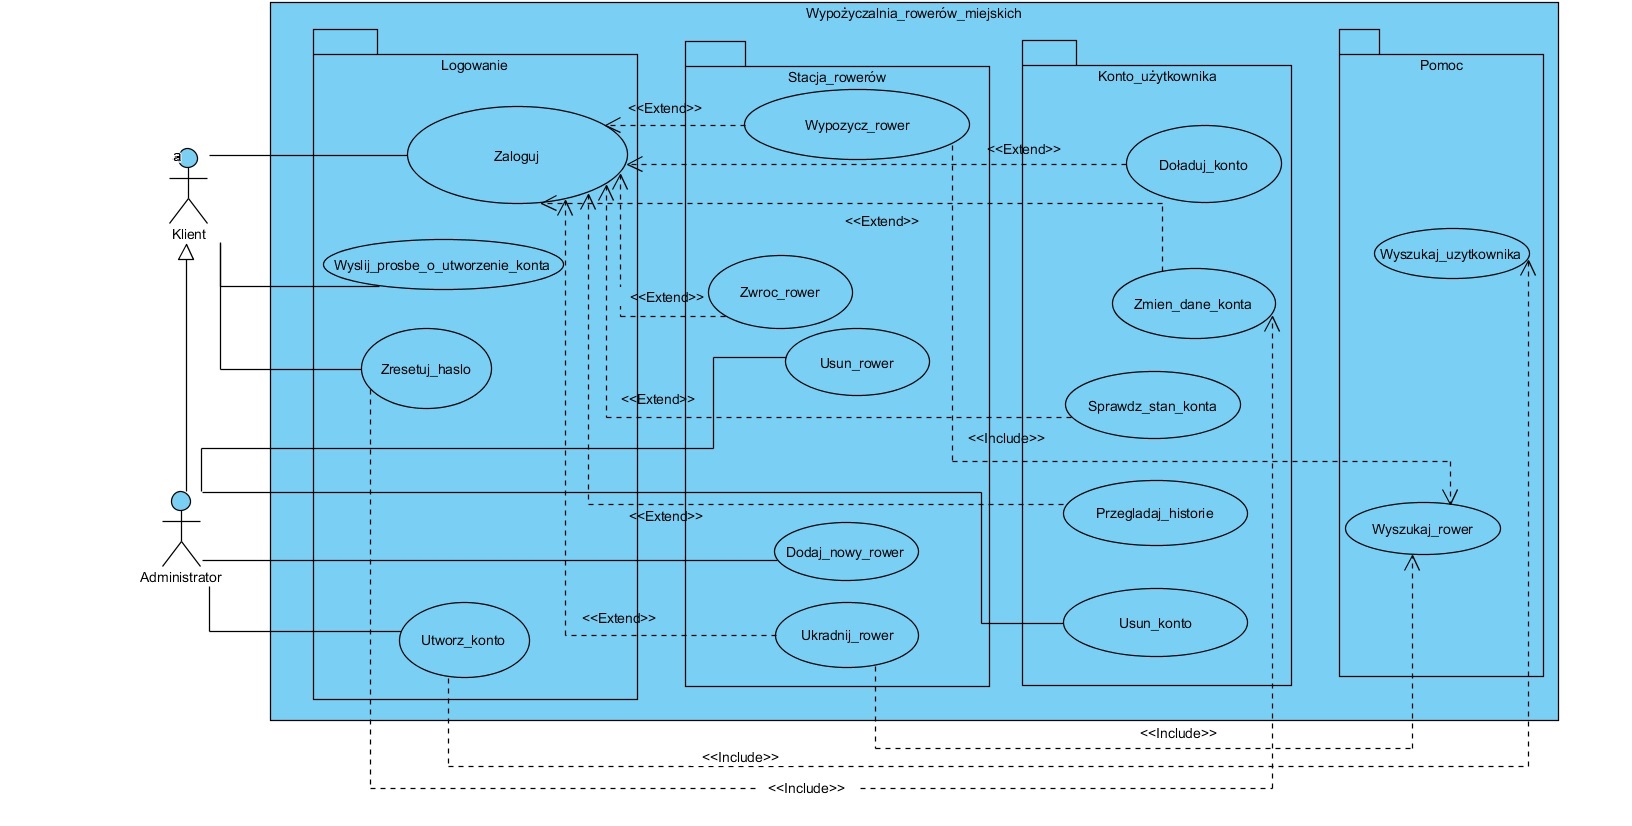 Wypożyczalnia_rowerów_miejskich
Logowanie
Stacja_rowerów
Konto_użytkownika
Pomoc
<<Extend>>
Wypozycz_rower
<<Extend>>
a
Zaloguj
Doładuj_konto
Klient
<<Extend>>
Wyslij_prosbe_o_utworzenie_konta
Wyszukaj_uzytkownika
Zwroc_rower
<<Extend>>
Zmien_dane_konta
Zresetuj_haslo
Usun_rower
<<Extend>>
Sprawdz_stan_konta
<<Include>>
<<Extend>>
Przegladaj_historie
Wyszukaj_rower
Dodaj_nowy_rower
Administrator
<<Extend>>
Utworz_konto
Ukradnij_rower
Usun_konto
<<Include>>
<<Include>>
<<Include>>